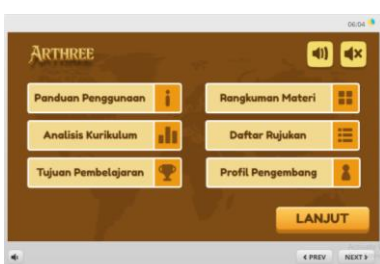 06:04
ARTHREE
Panduan Penggunaan
Rangkuman Materi
Analisis Kurikulum
Daftar Rujukan
Tujuan Pembelajaran
Profil Pengembang
LANJUT
PREV
NEXT